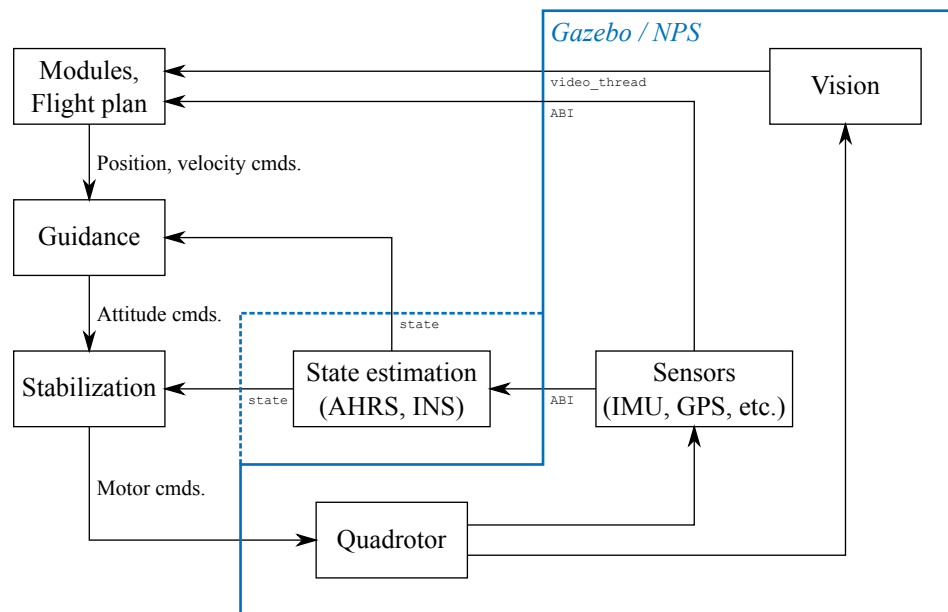 Gazebo / NPS
Modules,
Flight plan
video_thread
Vision
ABI
Position, velocity cmds.
Guidance
Attitude cmds.
state
Stabilization
state
State estimation
(AHRS, INS)
ABI
Sensors
(IMU, GPS, etc.)
Motor cmds.
Quadrotor